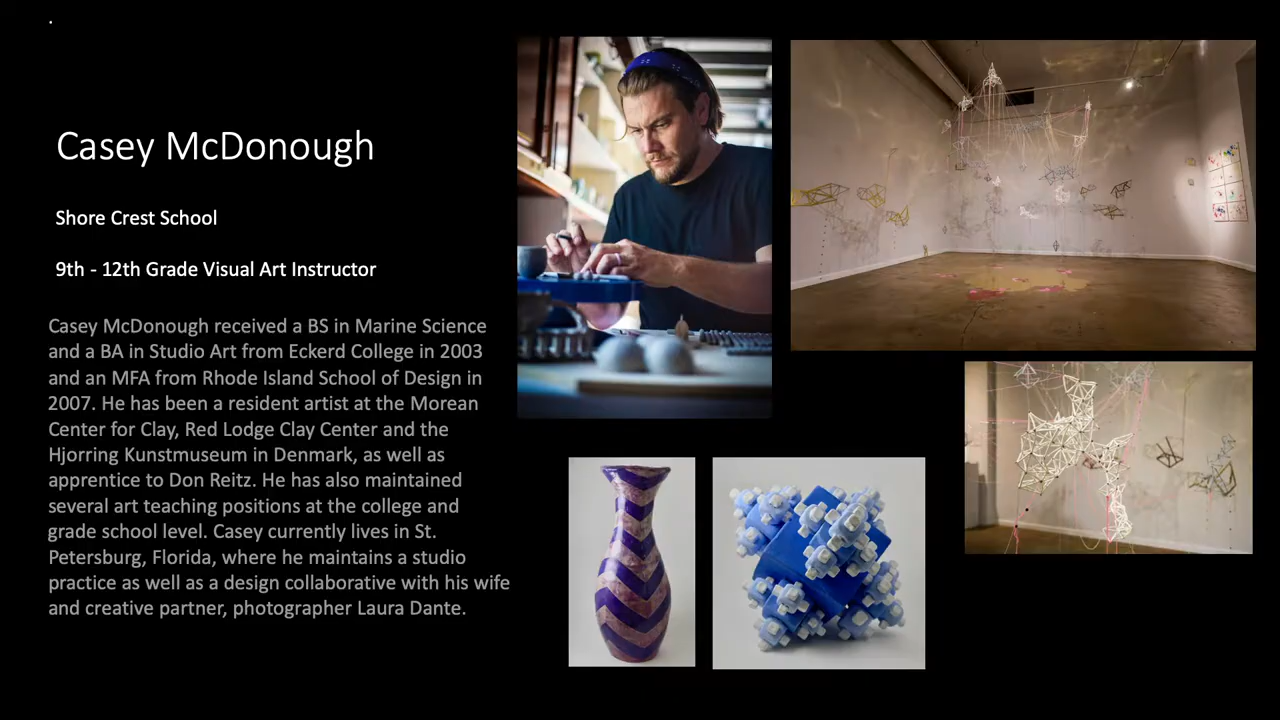 .
Casey McDonough
Shore Crest School
9th - 12th Grade Visual Art Instructor
Casey McDonough received a BS in Marine Science
and a BA in Studio Art from Eckerd College in 2003
and an MFA from Rhode Island School of Design in
2007. He has been a resident artist at the Morean
Center for Clay, Red Lodge Clay Center and the
Hjorring Kunstmuseum in Denmark, as well as
apprentice to Don Reitz. He has also maintained
several art teaching positions at the college and
grade school level. Casey currently lives in St.
Petersburg, Florida, where he maintains a studio
practice as well as a design collaborative with his wife
and creative partner, photographer Laura Dante.